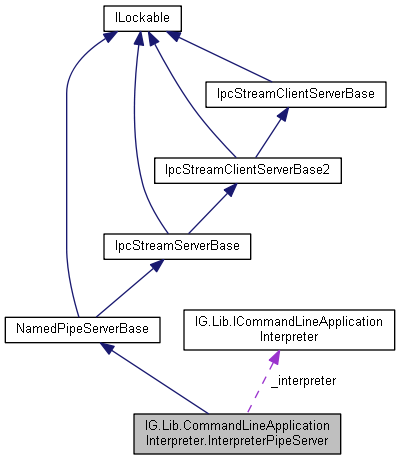 ILockable
IpcStreamClientServerBase
IpcStreamClientServerBase2
IpcStreamServerBase
NamedPipeServerBase
IG.Lib.ICommandLineApplication
Interpreter
_interpreter
IG.Lib.CommandLineApplication
Interpreter.InterpreterPipeServer